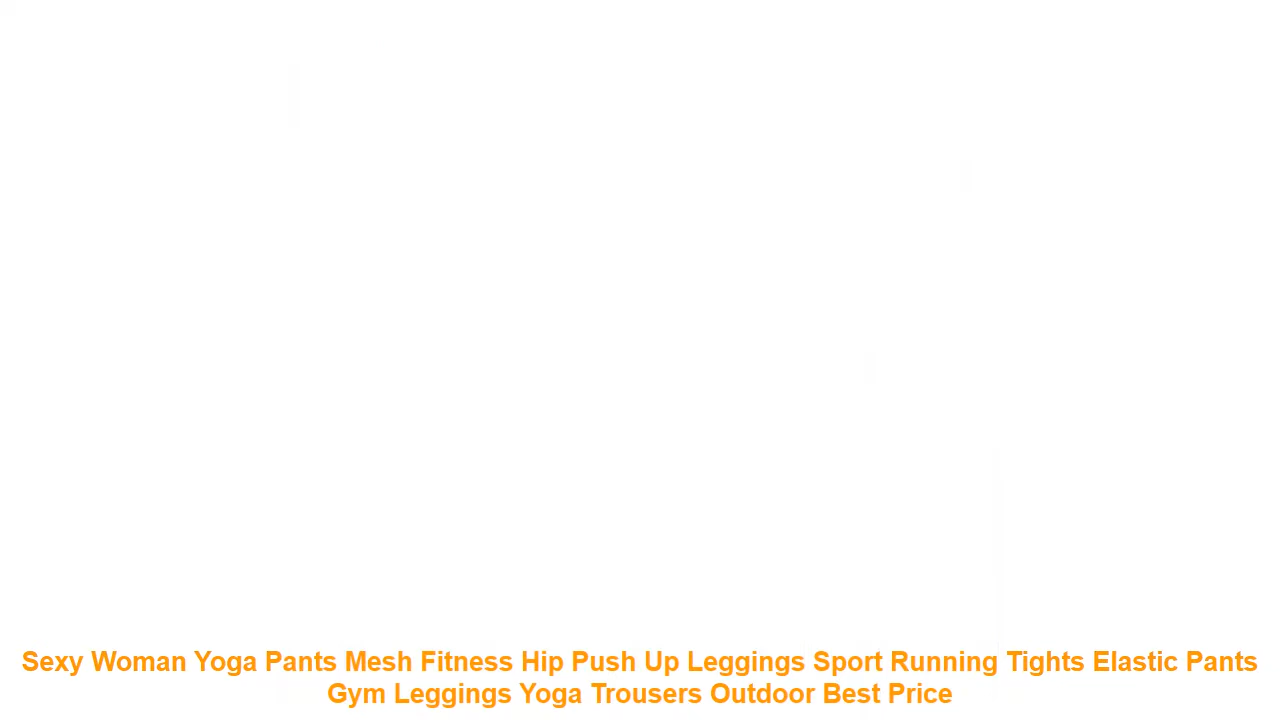 Sexy Woman Yoga Pants Mesh Fitness Hip Push Up Leggings Sport Running Tights Elastic Pants
Gym Leggings Yoga Trousers Outdoor Best Price